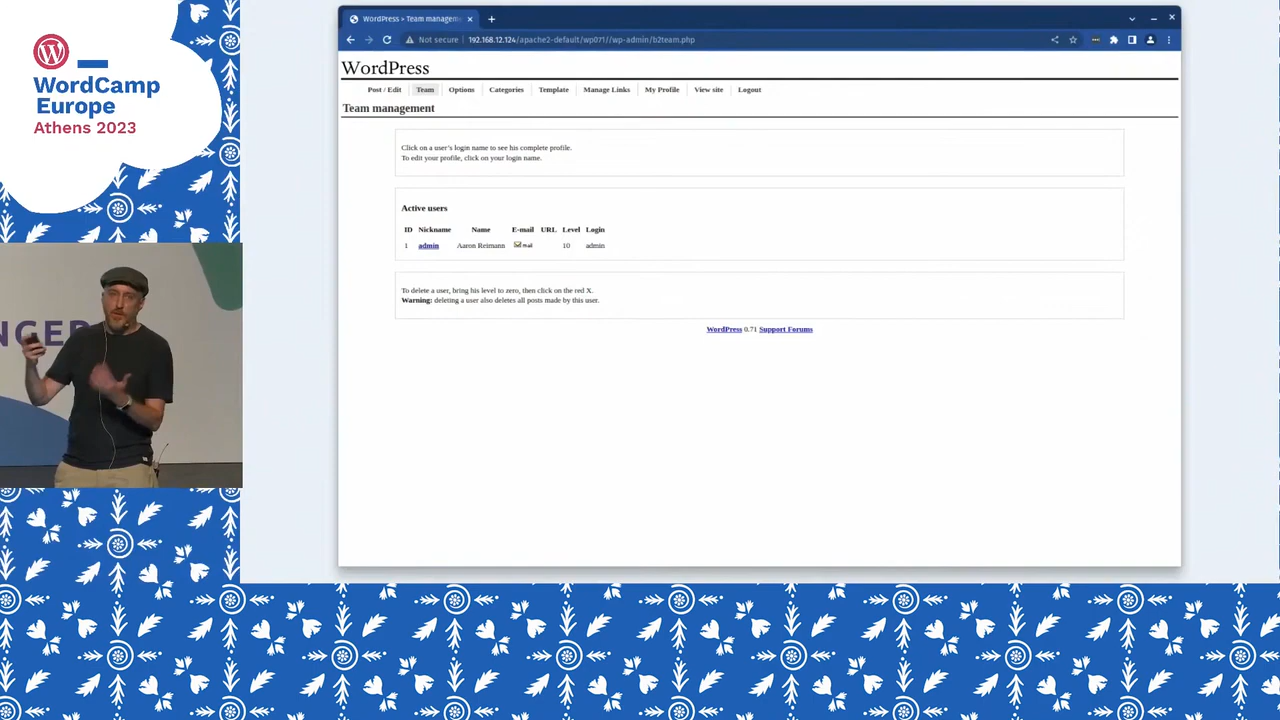 WordCamp
Europe
Athens 2023
NGER
WordPress > Team managem
Not secure 192.168.12.124/apache2-default/wp071//wp-admin/b2team.php
WordPress
Post / Edit Team Options Categories Template Manage Links My Profile View site Logout
Team management
Click on a user's login name to see his complete profile.
To edit your profile, click on your login name.
Active users
ID Nickname Name E-mail URL Level Login
1 admin Aaron Reimann 10 admin
To delete a user, bring his level to zero, then click on the red X.
Warning: deleting a user also deletes all posts made by this user.
WordPress 0.71 Support Forums